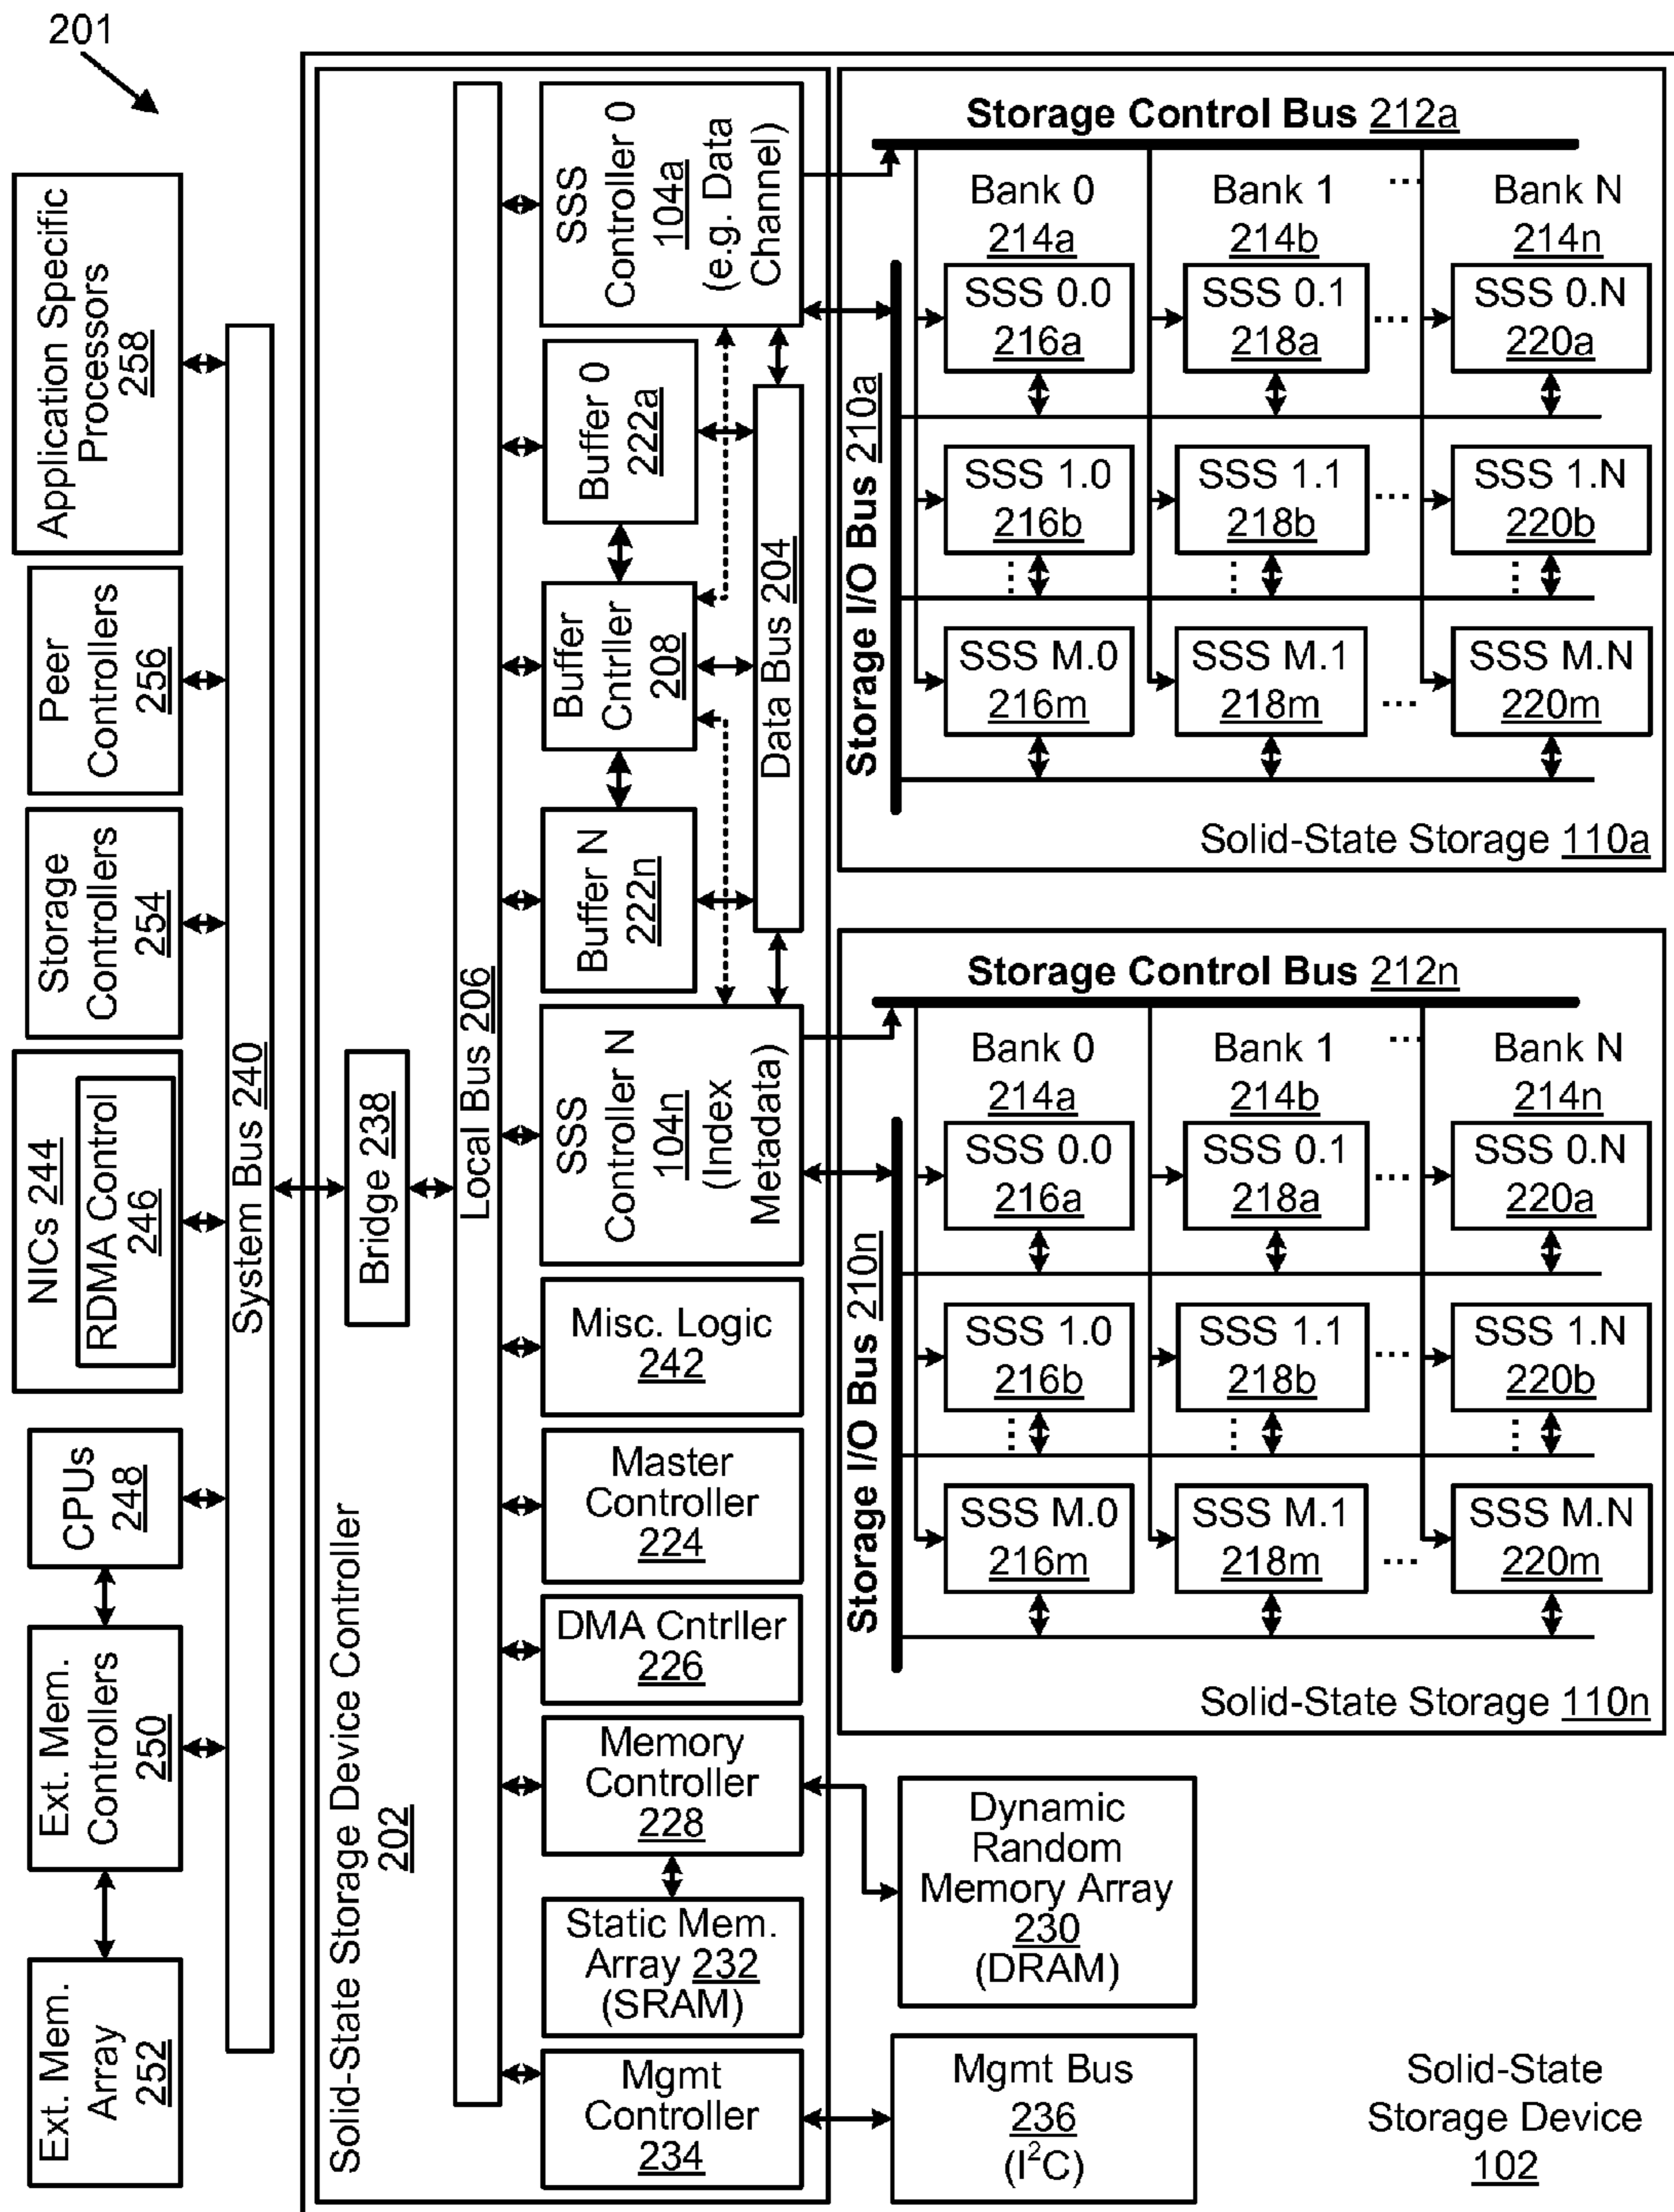 201
Application Specific
Processors
258
Peer
Controllers
256
Storage
Controllers
254
NICs 244
RDMA Control
246
CPUs
248
Ext. Mem.
Controllers
250
Ext. Mem.
Array
252
System Bus 240
Solid-State Storage Device Controller
202
Bridge 238
Local Bus 206
SSS
Controller 0
104a
(e.g. Data
Channel)
Buffer 0
222a
Buffer
Cntrller
208
Buffer N
222n
Data Bus 204
SSS
Controller N
104n
(Index
Metadata)
Misc. Logic
242
Master
Controller
224
DMA Cntrller
226
Memory
Controller
228
Static Mem.
Array 232
(SRAM)
Mgmt
Controller
234
Storage Control Bus 212a
Storage I/O Bus 210a
Bank 0 Bank 1 ... Bank N
214a 214b 214n
SSS 0.0 SSS 0.1 SSS 0.N
216a 218a ... 220a
SSS 1.0 SSS 1.1 SSS 1.N
216b 218b ... 220b
... ... ...
SSS M.0 SSS M.1 SSS M.N
216m 218m ... 220m
Solid-State Storage 110a
Storage Control Bus 212n
Storage I/O Bus 210n
Bank 0 Bank 1 ... Bank N
214a 214b 214n
SSS 0.0 SSS 0.1 SSS 0.N
216a 218a ... 220a
SSS 1.0 SSS 1.1 SSS 1.N
216b 218b ... 220b
... ... ...
SSS M.0 SSS M.1 SSS M.N
216m 218m ... 220m
Solid-State Storage 110n
Dynamic
Random
Memory Array
230
(DRAM)
Mgmt Bus
236
(I²C)
Solid-State
Storage Device
102